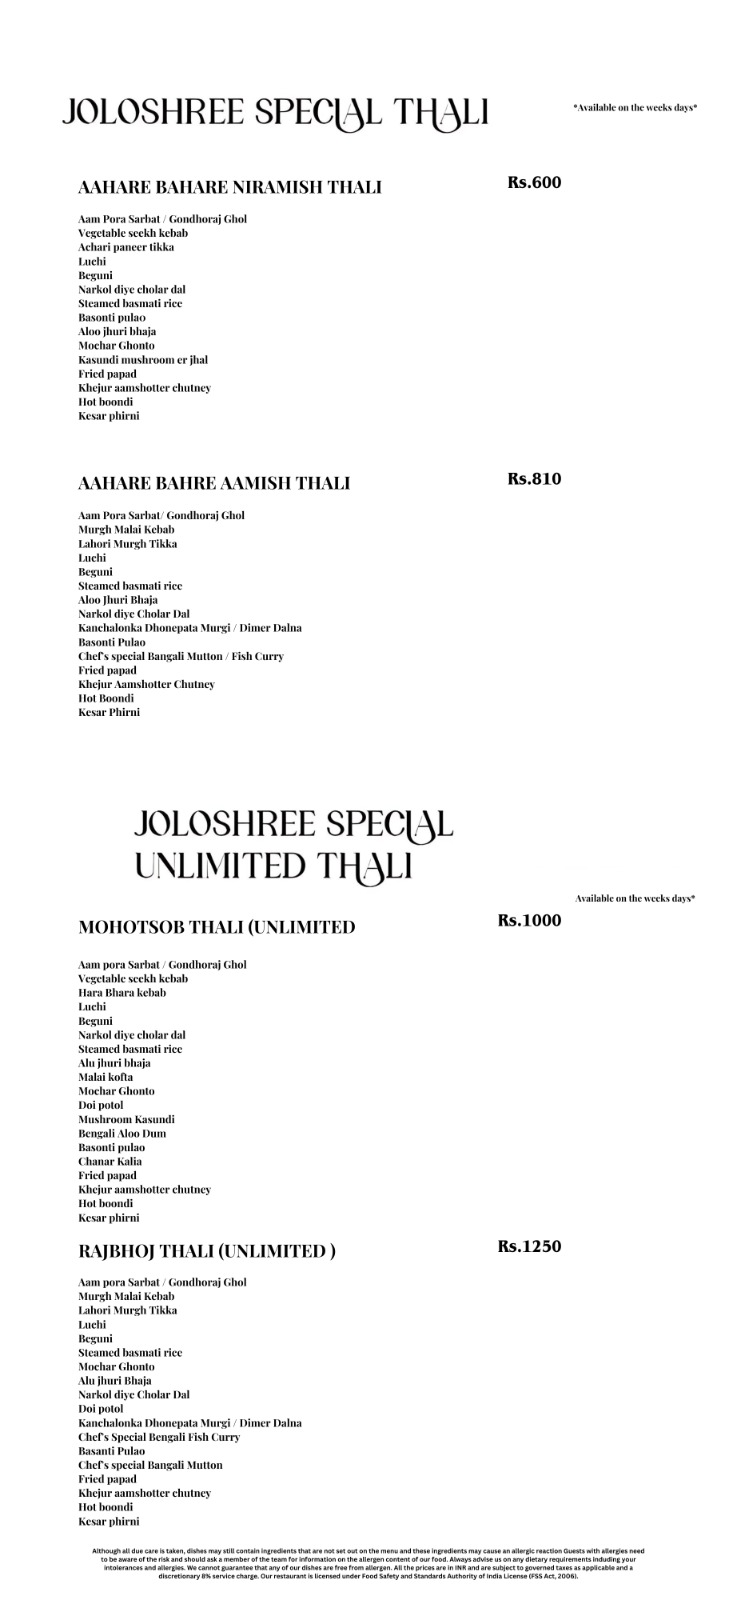 JOLOSHREE SPECIAL THALI
*Available on the weeks days*
AAHARE BAHARE NIRAMISH THALI
Rs.600
Aam Pora Sarbat / Gondhoraj Ghol
Vegetable seekh kebab
Achari paneer tikka
Luchi
Beguni
Narkol diye cholar dal
Steamed basmati rice
Basonti pulao
Aloo jhuri bhaja
Mochar Ghonto
Kasundi mushroom er jhal
Fried papad
Khejur aamshotter chutney
Hot boondi
Kesar phirni
AAHARE BAHRE AAMISH THALI
Rs.810
Aam Pora Sarbat/ Gondhoraj Ghol
Murgh Malai Kebab
Lahori Murgh Tikka
Luchi
Beguni
Steamed basmati rice
Aloo Jhuri Bhaja
Narkol diye Cholar Dal
Kanchalonka Dhonepata Murgi / Dimer Dalna
Basonti Pulao
Chef's special Bangali Mutton / Fish Curry
Fried papad
Khejur Aamshotter Chutney
Hot Boondi
Kesar Phirni
JOLOSHREE SPECIAL
UNLIMITED THALI
Available on the weeks days*
MOHOTSOB THALI (UNLIMITED
Rs.1000
Aam pora Sarbat / Gondhoraj Ghol
Vegetable seekh kebab
Hara Bhara kebab
Luchi
Beguni
Narkol diye cholar dal
Steamed basmati rice
Alu jhuri bhaja
Malai kofta
Mochar Ghonto
Doi potol
Mushroom Kasundi
Bengali Aloo Dum
Basonti pulao
Chanar Kalia
Fried papad
Khejur aamshotter chutney
Hot boondi
Kesar phirni
RAJBHOJ THALI (UNLIMITED )
Rs.1250
Aam pora Sarbat / Gondhoraj Ghol
Murgh Malai Kebab
Lahori Murgh Tikka
Luchi
Beguni
Steamed basmati rice
Mochar Ghonto
Alu jhuri Bhaja
Narkol diye Cholar Dal
Doi potol
Kanchalonka Dhonepata Murgi / Dimer Dalna
Chef's Special Bengali Fish Curry
Basanti Pulao
Chef's special Bangali Mutton
Fried papad
Khejur aamshotter chutney
Hot boondi
Kesar phirni
Although all due care is taken, dishes may still contain ingredients that are not set out on the menu and these ingredients may cause an allergic reaction Guests with allergies need
to be aware of the risk and should ask a member of the team for information on the allergen content of our food. Always advise us on any dietary requirements including your
intolerances and allergies. We cannot guarantee that any of our dishes are free from allergen. All the prices are in INR and are subject to governed taxes as applicable and a
discretionary 8% service charge. Our restaurant is licensed under Food Safety and Standards Authority of India License (FSS Act, 2006).